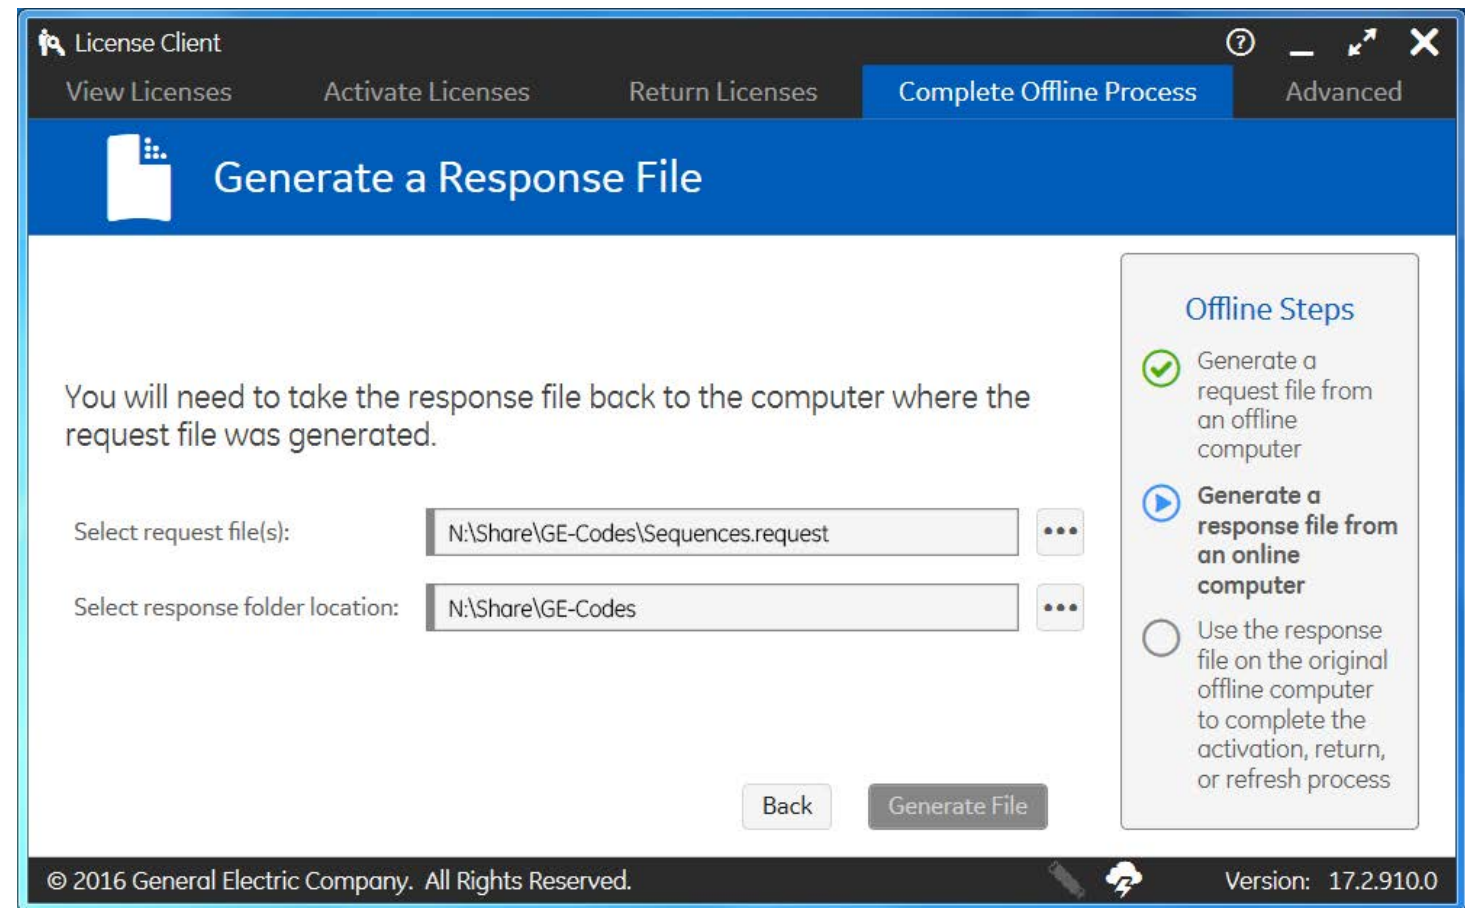 License Client
View Licenses Activate Licenses Return Licenses Complete Offline Process Advanced
Generate a Response File
You will need to take the response file back to the computer where the
request file was generated.
Select request file(s): N:\Share\GE-Codes\Sequences.request
Select response folder location: N:\Share\GE-Codes
Back Generate File
Offline Steps
Generate a
request file from
an offline
computer
Generate a
response file from
an online
computer
Use the response
file on the original
offline computer
to complete the
activation, return,
or refresh process
© 2016 General Electric Company. All Rights Reserved. Version: 17.2.910.0